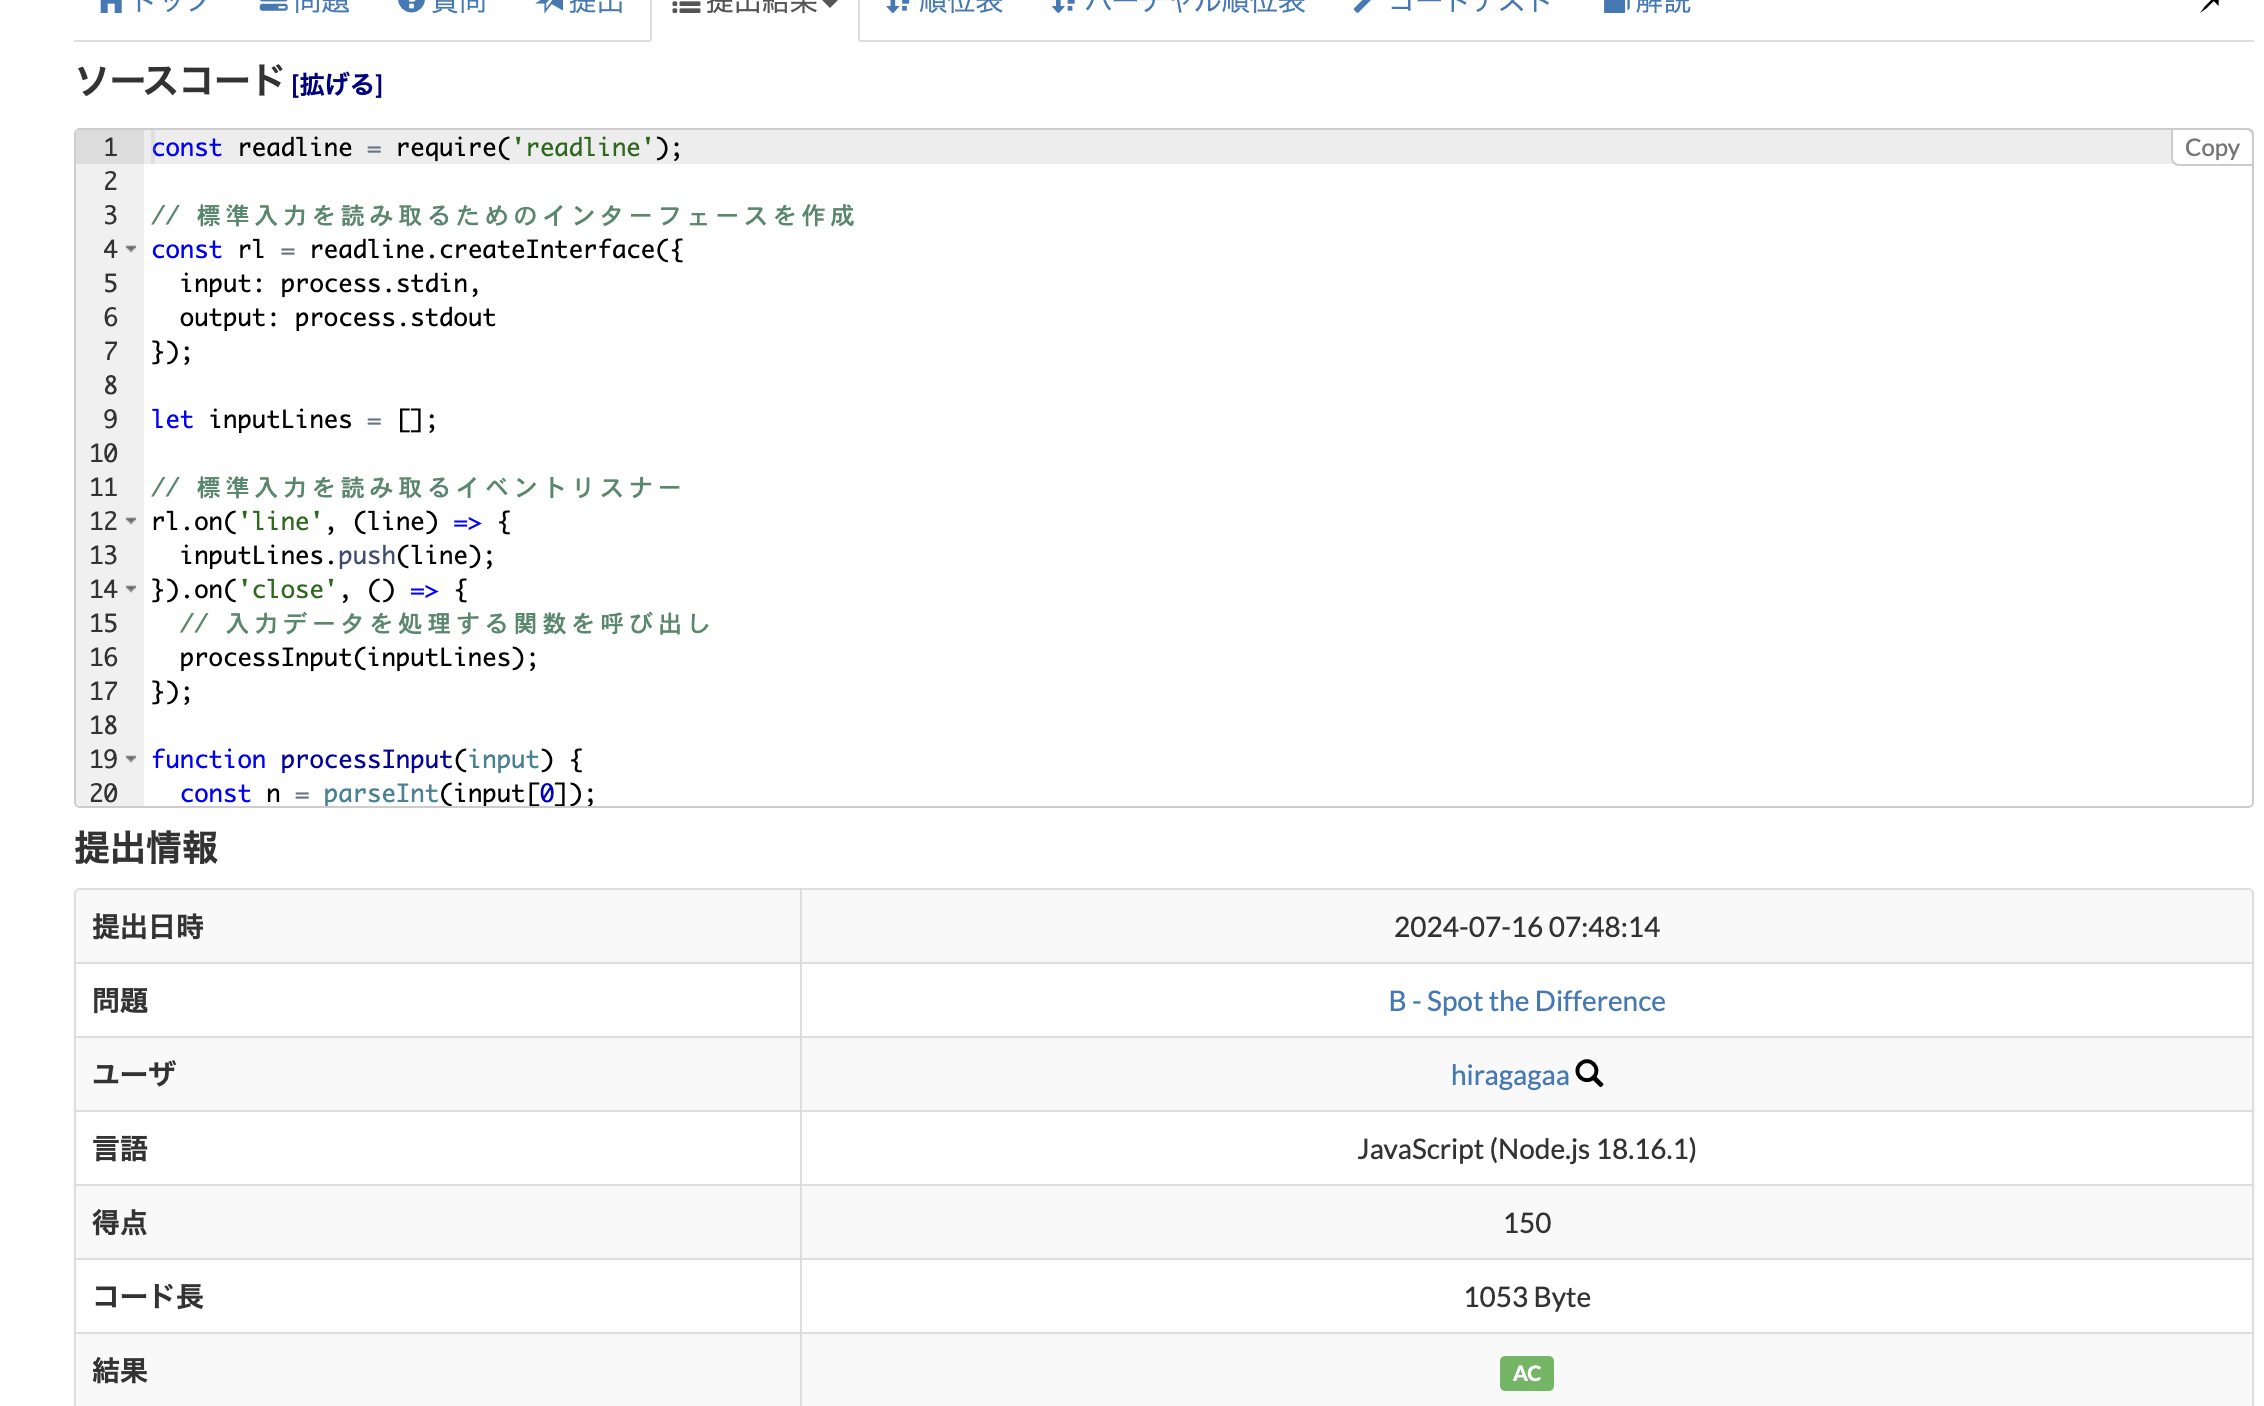 トップ 問題 質問 提出 提出結果 順位表 バーチャル順位表 コードテスト 解説
ソースコード [拡げる]
Copy
1 const readline = require('readline');
2
3 // 標準入力を読み取るためのインターフェースを作成
4 const rl = readline.createInterface({
5 input: process.stdin,
6 output: process.stdout
7 });
8
9 let inputLines = [];
10
11 // 標準入力を読み取るイベントリスナー
12 rl.on('line', (line) => {
13 inputLines.push(line);
14 }).on('close', () => {
15 // 入力データを処理する関数を呼び出し
16 processInput(inputLines);
17 });
18
19 function processInput(input) {
20 const n = parseInt(input[0]);
提出情報
提出日時 2024-07-16 07:48:14
問題 B - Spot the Difference
ユーザ hiragagaa
言語 JavaScript (Node.js 18.16.1)
得点 150
コード長 1053 Byte
結果 AC